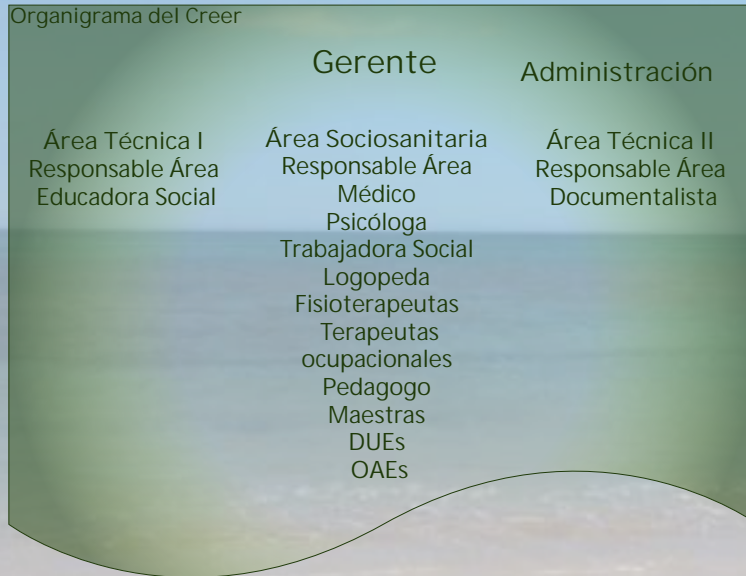 Organigrama del Creer
Gerente
Administración
Área Técnica I
Responsable Área
Educadora Social
Área Sociosanitaria
Responsable Área
Médico
Psicóloga
Trabajadora Social
Logopeda
Fisioterapeutas
Terapeutas
ocupacionales
Pedagogo
Maestras
DUEs
OAEs
Área Técnica II
Responsable Área
Documentalista